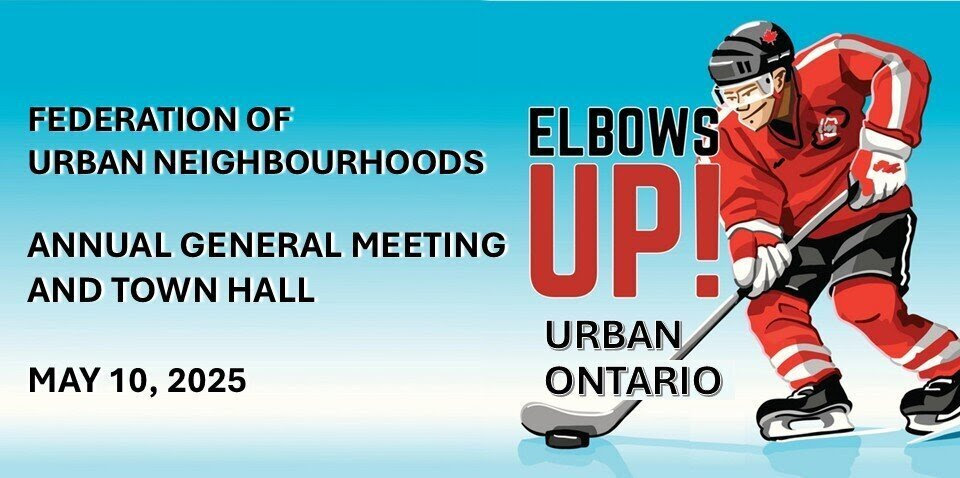 FEDERATION OF
URBAN NEIGHBOURHOODS
ANNUAL GENERAL MEETING
AND TOWN HALL
MAY 10, 2025
ELBOWS
UP!
URBAN
ONTARIO